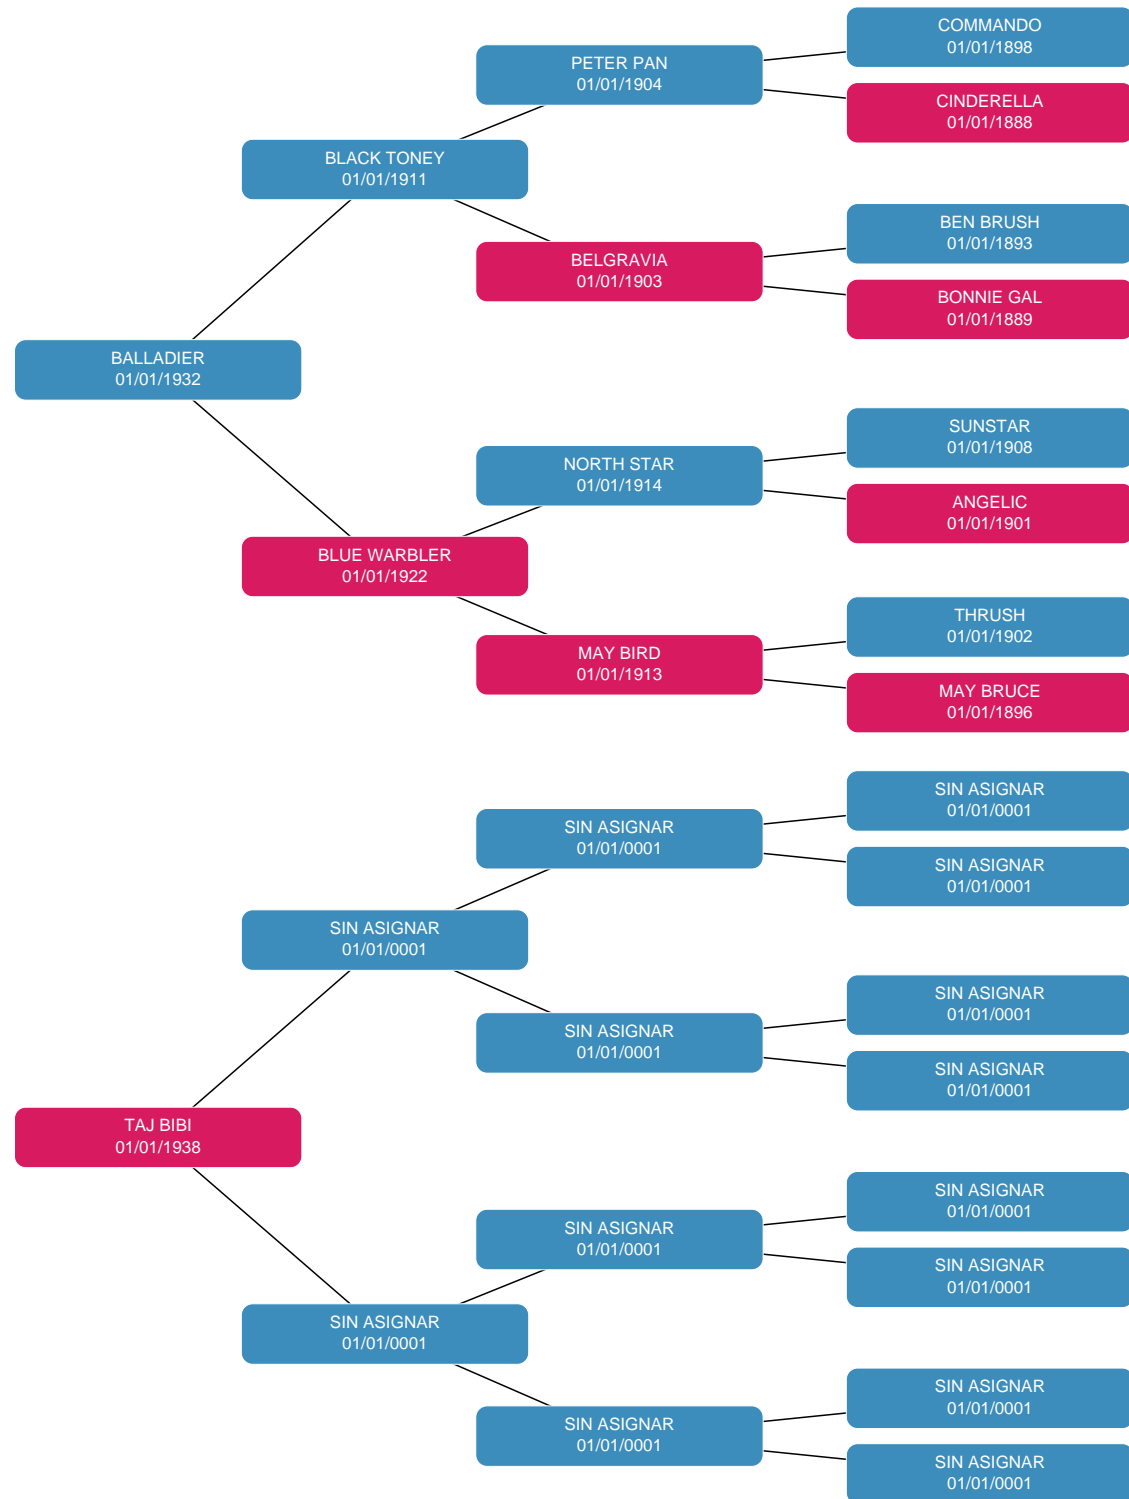 COMMANDO
01/01/1898
PETER PAN
01/01/1904
CINDERELLA
01/01/1888
BLACK TONEY
01/01/1911
BEN BRUSH
01/01/1893
BELGRAVIA
01/01/1903
BONNIE GAL
01/01/1889
BALLADIER
01/01/1932
SUNSTAR
01/01/1908
NORTH STAR
01/01/1914
ANGELIC
01/01/1901
BLUE WARBLER
01/01/1922
THRUSH
01/01/1902
MAY BIRD
01/01/1913
MAY BRUCE
01/01/1896
SIN ASIGNAR
01/01/0001
SIN ASIGNAR
01/01/0001
SIN ASIGNAR
01/01/0001
SIN ASIGNAR
01/01/0001
SIN ASIGNAR
01/01/0001
SIN ASIGNAR
01/01/0001
SIN ASIGNAR
01/01/0001
TAJ BIBI
01/01/1938
SIN ASIGNAR
01/01/0001
SIN ASIGNAR
01/01/0001
SIN ASIGNAR
01/01/0001
SIN ASIGNAR
01/01/0001
SIN ASIGNAR
01/01/0001
SIN ASIGNAR
01/01/0001
SIN ASIGNAR
01/01/0001